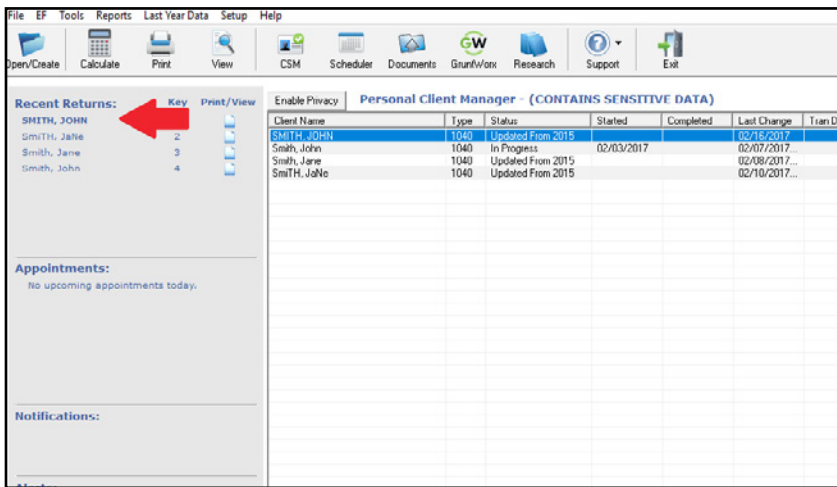 File EF Tools Reports Last Year Data Setup Help
Open/Create Calculate Print View CSM Scheduler Documents GruntWorx Research Support Exit
GW
Recent Returns: Key Print/View
SMITH, JOHN
SmiTH, JaNe 2
Smith, Jane 3
Smith, John 4
Appointments:
No upcoming appointments today.
Notifications:
Enable Privacy Personal Client Manager - (CONTAINS SENSITIVE DATA)
Client Name Type Status Started Completed Last Change Tran D
SMITH, JOHN 1040 Updated From 2015 02/16/2017
Smith, John 1040 In Progress 02/03/2017 02/07/2017...
Smith, Jane 1040 Updated From 2015 02/08/2017...
SmiTH, JaNe 1040 Updated From 2015 02/10/2017...